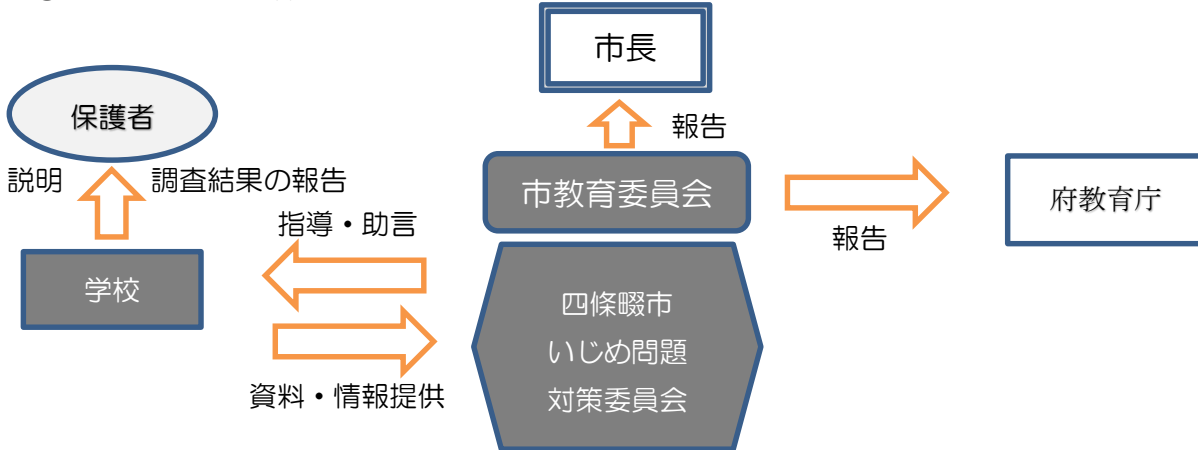 市長
保護者
報告
説明
調査結果の報告
市教育委員会
府教育庁
指導・助言
報告
学校
四條畷市
いじめ問題
対策委員会
資料・情報提供